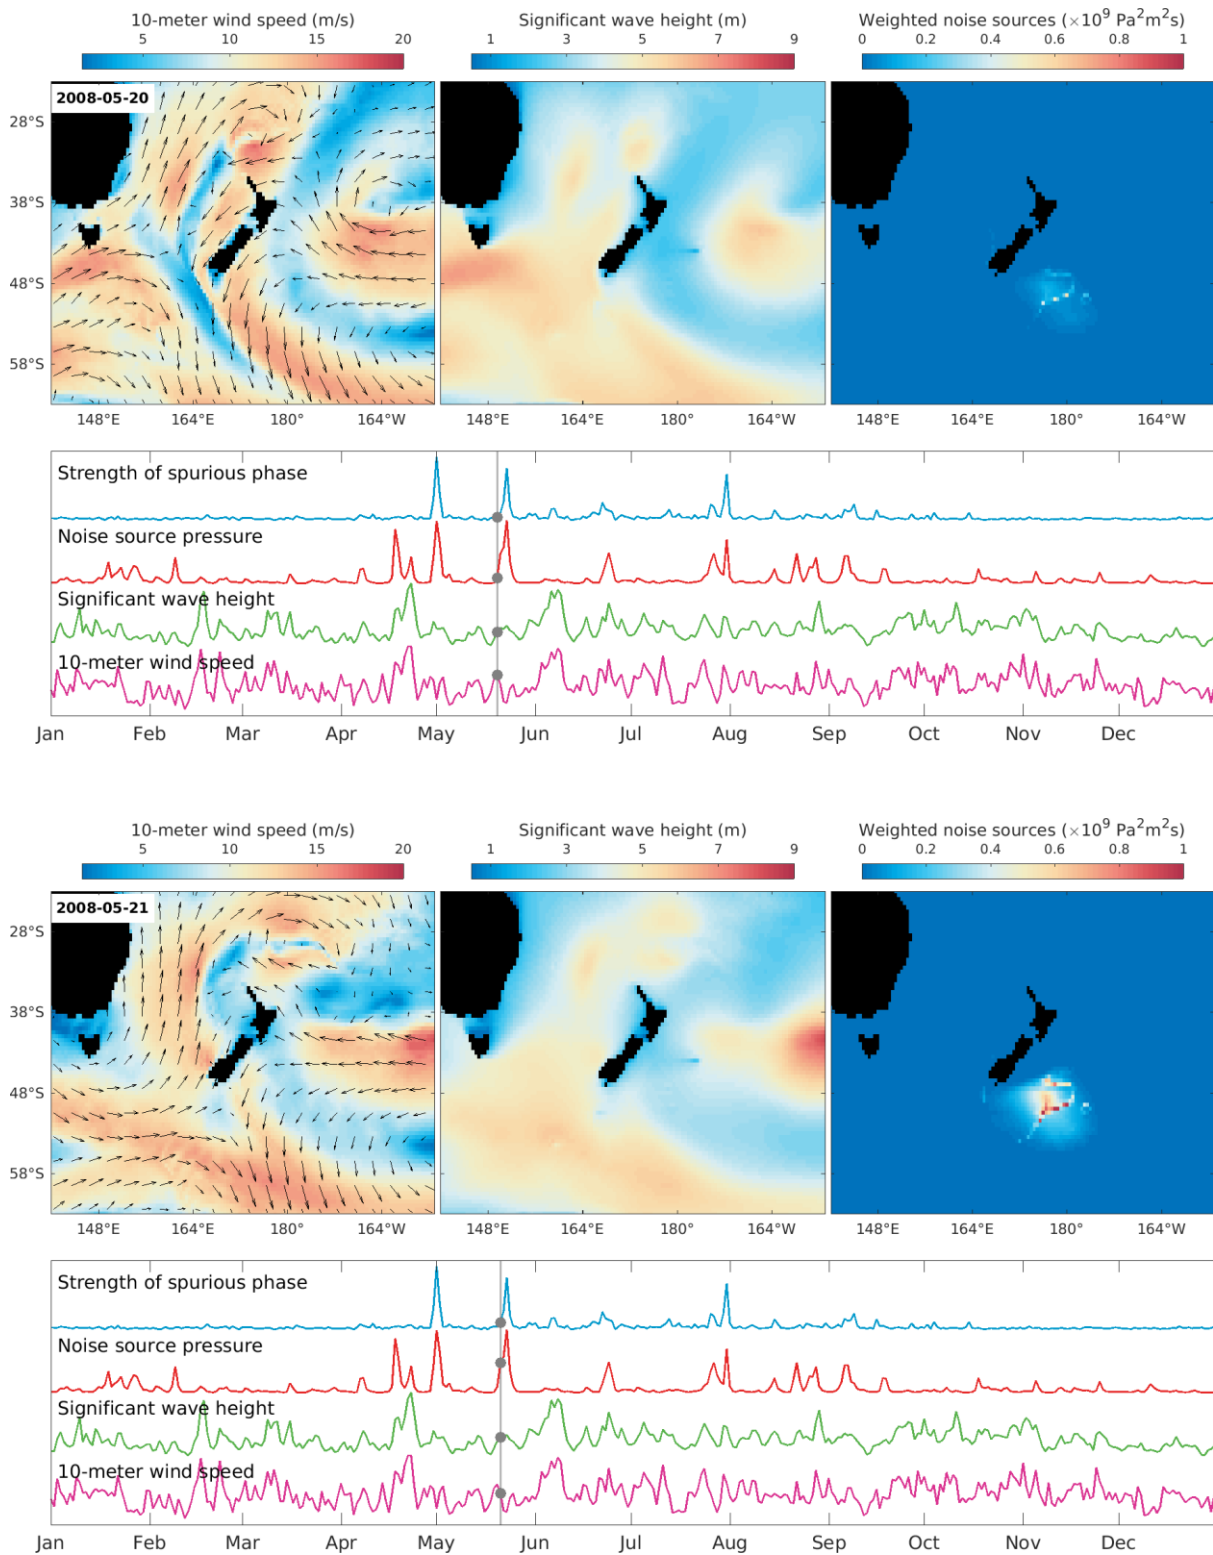 10-meter wind speed (m/s) Significant wave height (m) Weighted noise sources (×10⁹ Pa²m²s)
5 10 15 20 1 3 5 7 9 0 0.2 0.4 0.6 0.8 1
2008-05-20
28°S
38°S
48°S
58°S
148°E 164°E 180° 164°W 148°E 164°E 180° 164°W 148°E 164°E 180° 164°W
Strength of spurious phase
Noise source pressure
Significant wave height
10-meter wind speed
Jan Feb Mar Apr May Jun Jul Aug Sep Oct Nov Dec
10-meter wind speed (m/s) Significant wave height (m) Weighted noise sources (×10⁹ Pa²m²s)
5 10 15 20 1 3 5 7 9 0 0.2 0.4 0.6 0.8 1
2008-05-21
28°S
38°S
48°S
58°S
148°E 164°E 180° 164°W 148°E 164°E 180° 164°W 148°E 164°E 180° 164°W
Strength of spurious phase
Noise source pressure
Significant wave height
10-meter wind speed
Jan Feb Mar Apr May Jun Jul Aug Sep Oct Nov Dec